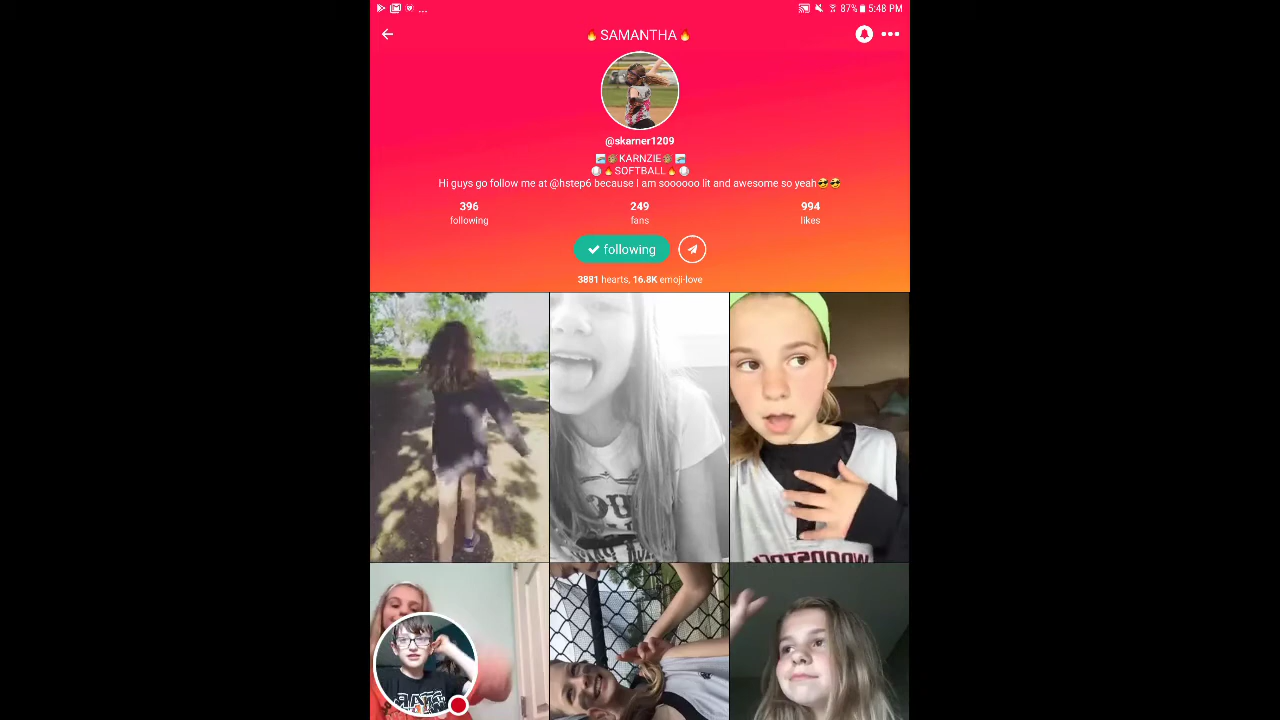 ... 87% 5:48 PM
🔥SAMANTHA🔥
@skarner1209
KARNZIE
🔥SOFTBALL🔥
Hi guys go follow me at @hstep6 because I am soooooo lit and awesome so yeah😎😎
396 249 994
following fans likes
following
3881 hearts, 16.8K emoji-love